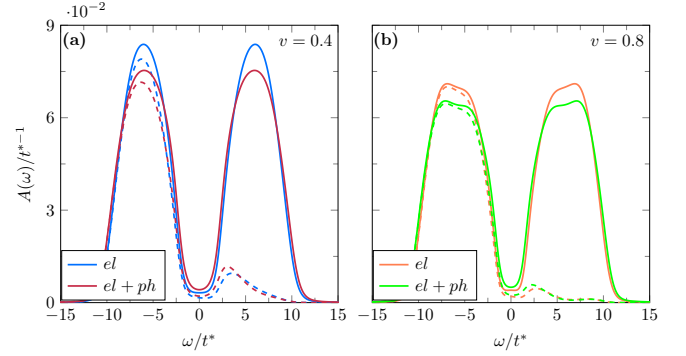 ·10⁻²
(a) v = 0.4
(b) v = 0.8
9
6
3
0
A(ω)/t*⁻¹
el
el + ph
el
el + ph
−15 −10 −5 0 5 10 15
−15 −10 −5 0 5 10 15
ω/t*
ω/t*